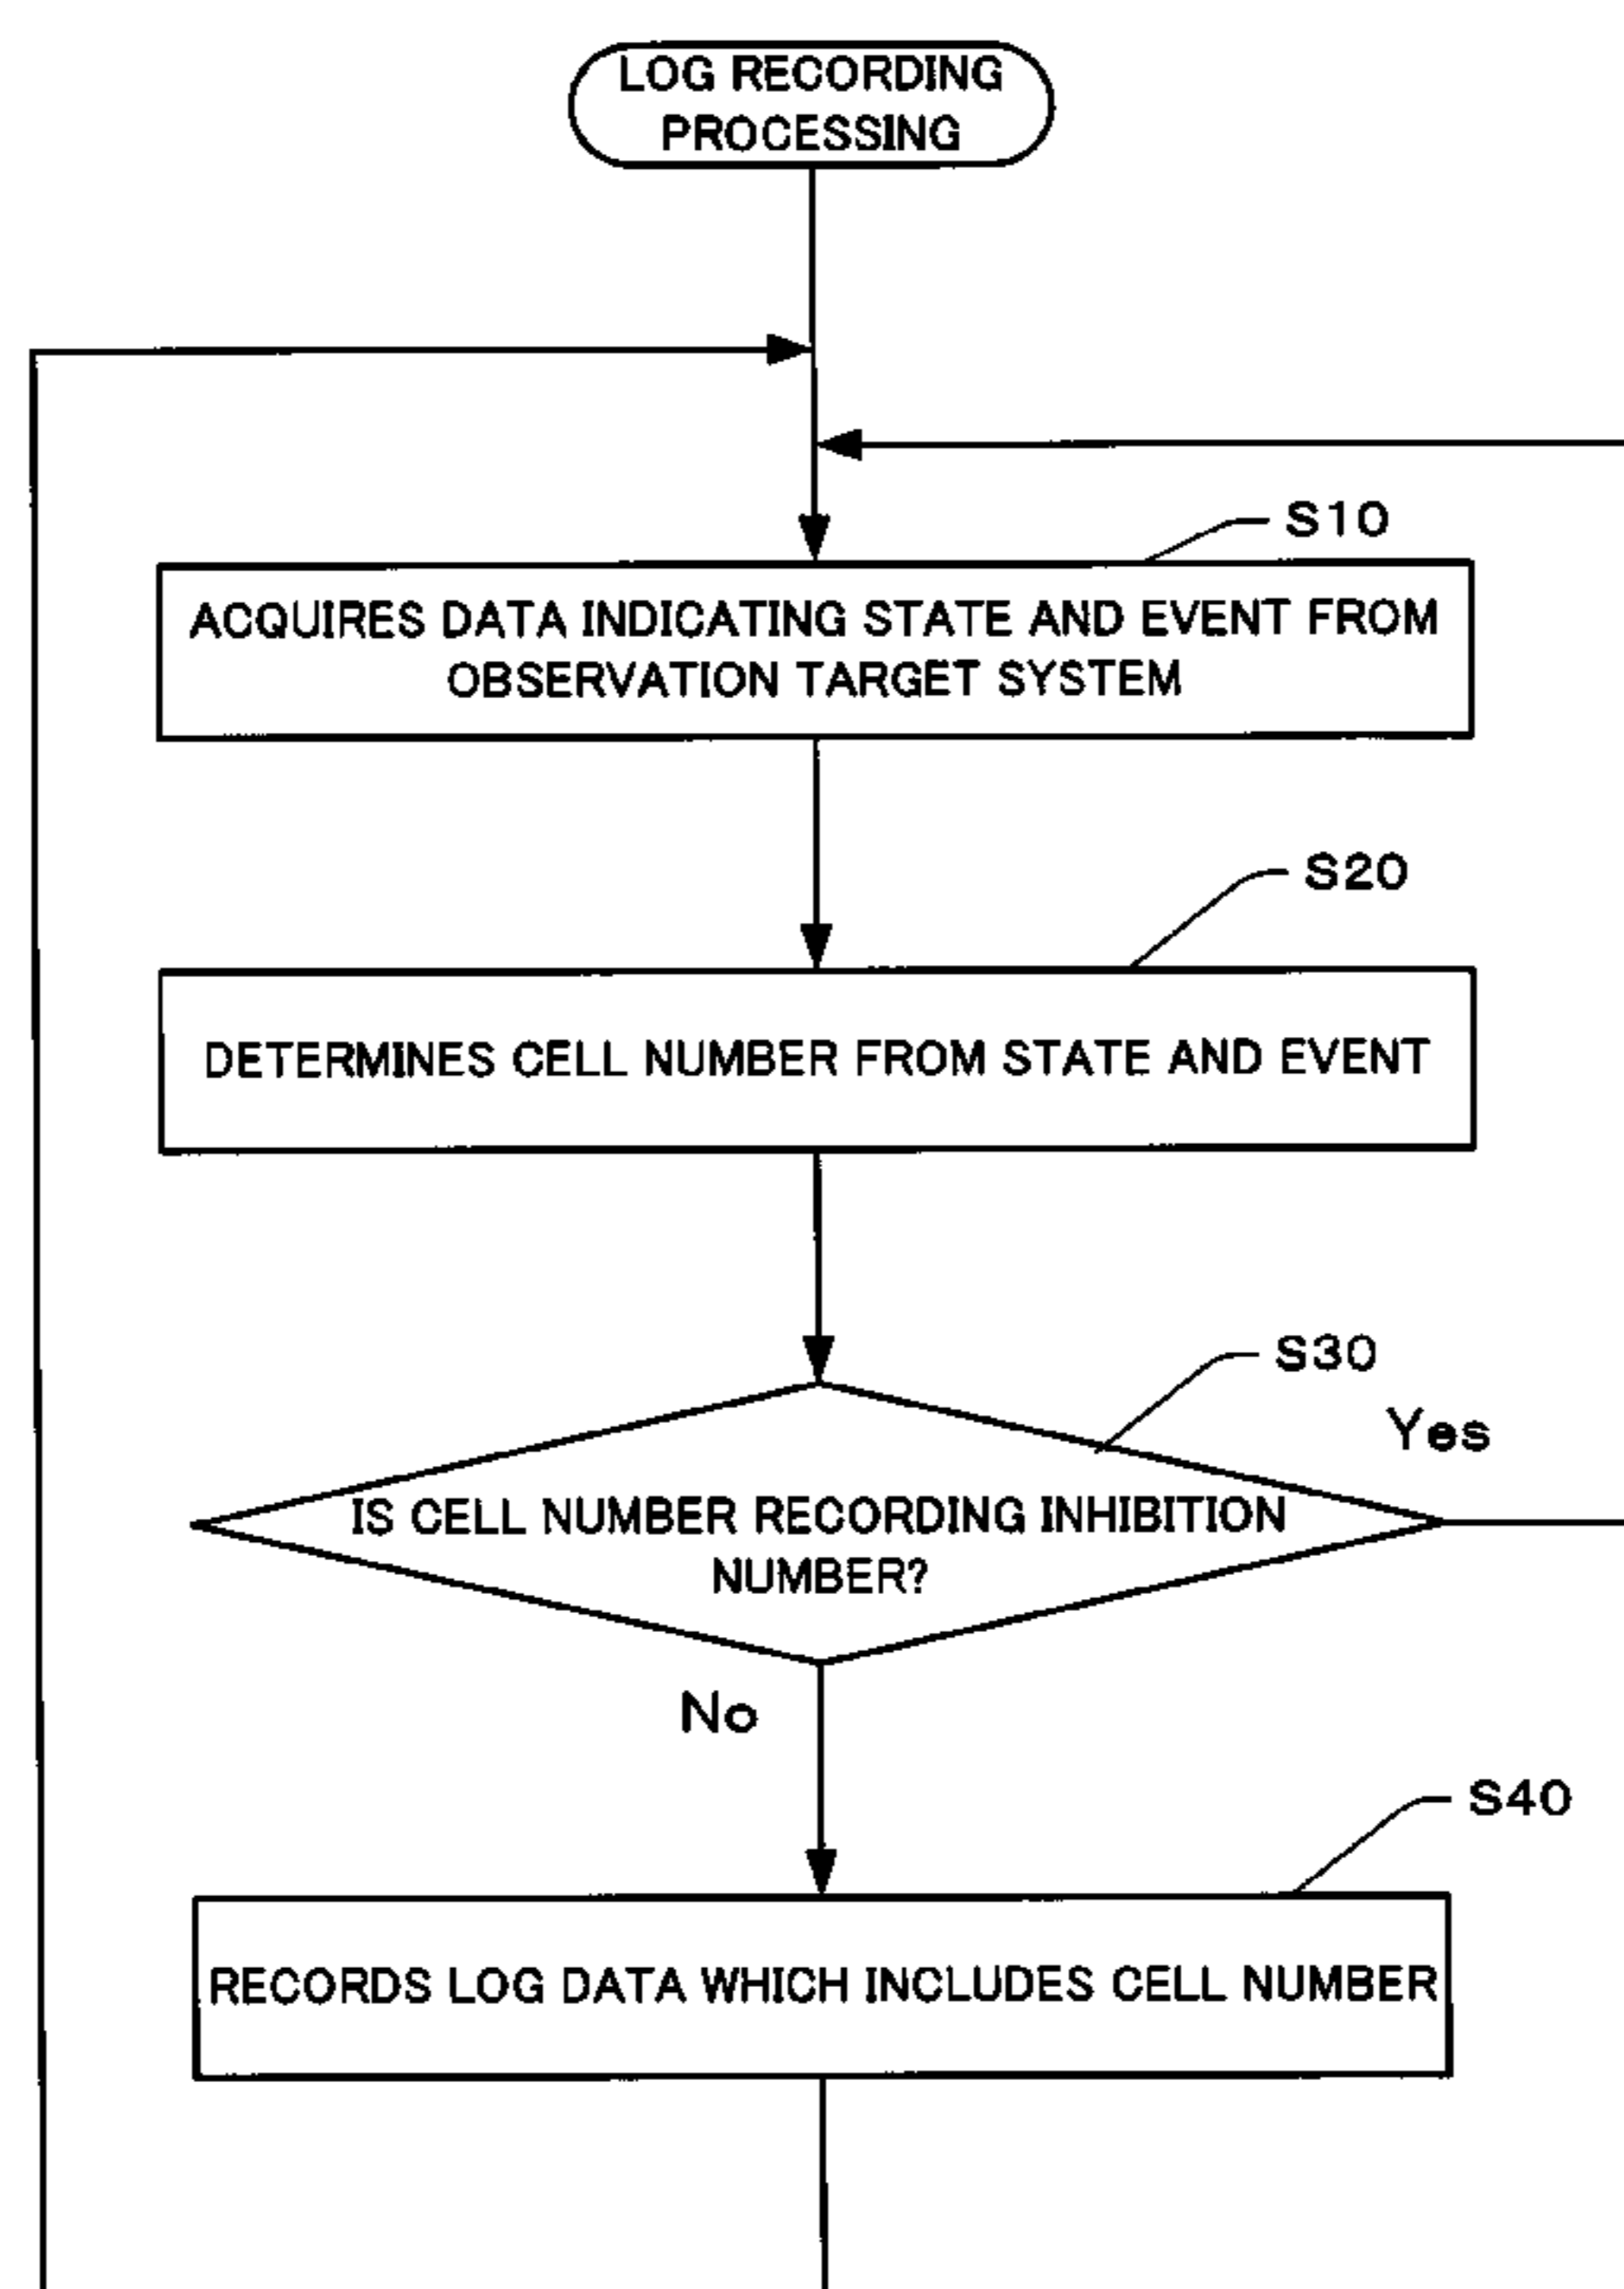 LOG RECORDING
PROCESSING
S10
ACQUIRES DATA INDICATING STATE AND EVENT FROM
OBSERVATION TARGET SYSTEM
S20
DETERMINES CELL NUMBER FROM STATE AND EVENT
S30
Yes
IS CELL NUMBER RECORDING INHIBITION
NUMBER?
No
S40
RECORDS LOG DATA WHICH INCLUDES CELL NUMBER